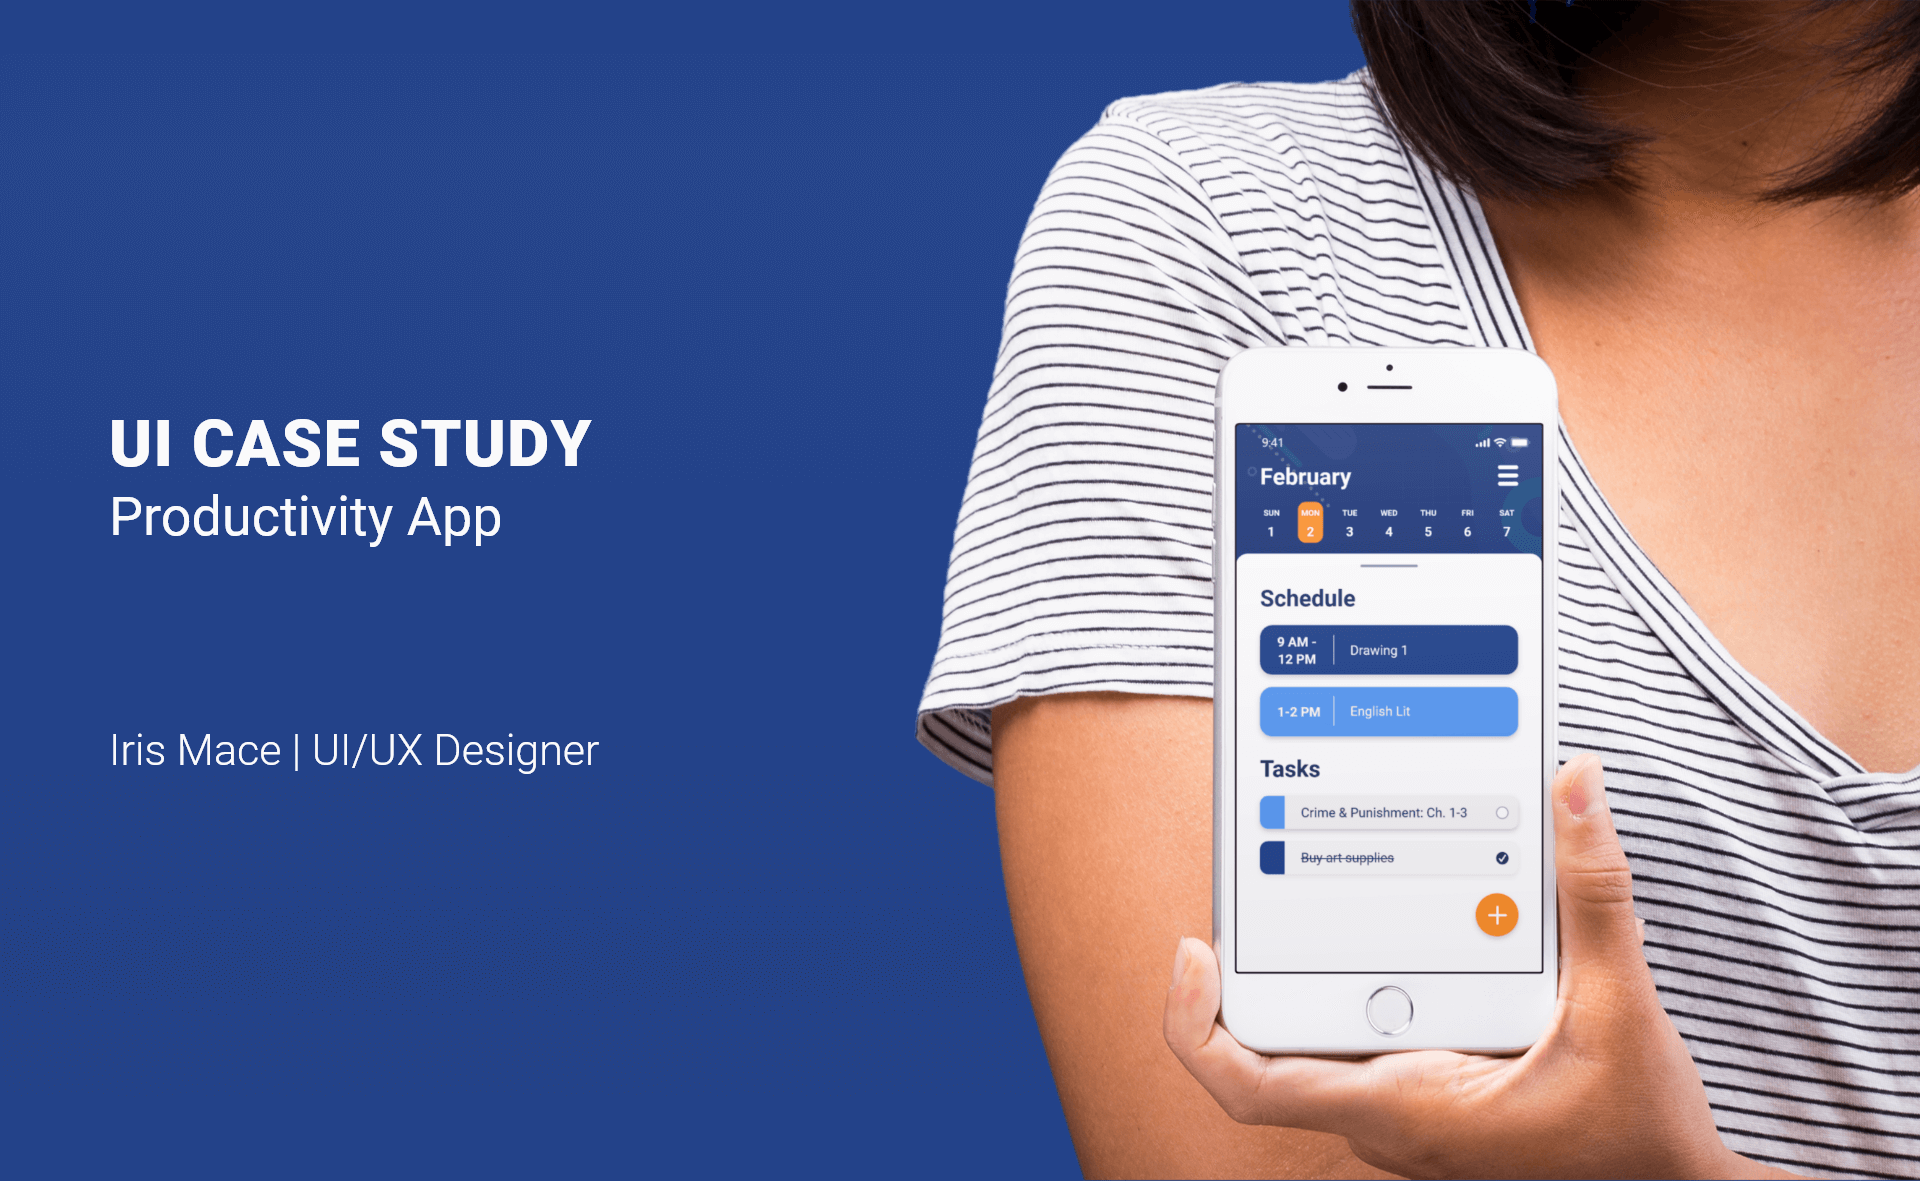 UI CASE STUDY
Productivity App
Iris Mace | UI/UX Designer
9:41
February
SUN MON TUE WED THU FRI SAT
1 2 3 4 5 6 7
Schedule
9 AM -
12 PM
Drawing 1
1-2 PM
English Lit
Tasks
Crime & Punishment: Ch. 1-3
Buy art supplies